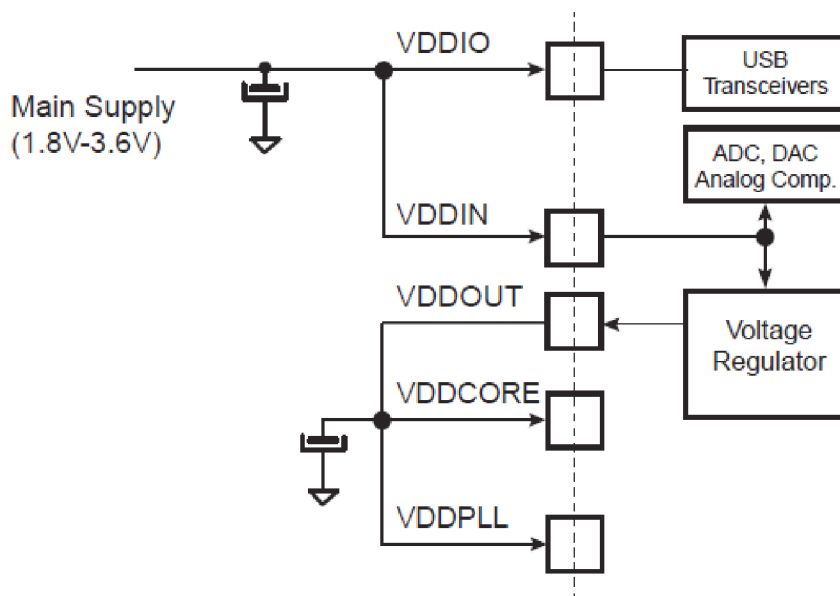 VDDIO
USB
Transceivers
Main Supply
(1.8V-3.6V)
ADC, DAC
Analog Comp.
VDDIN
VDDOUT
Voltage
Regulator
VDDCORE
VDDPLL